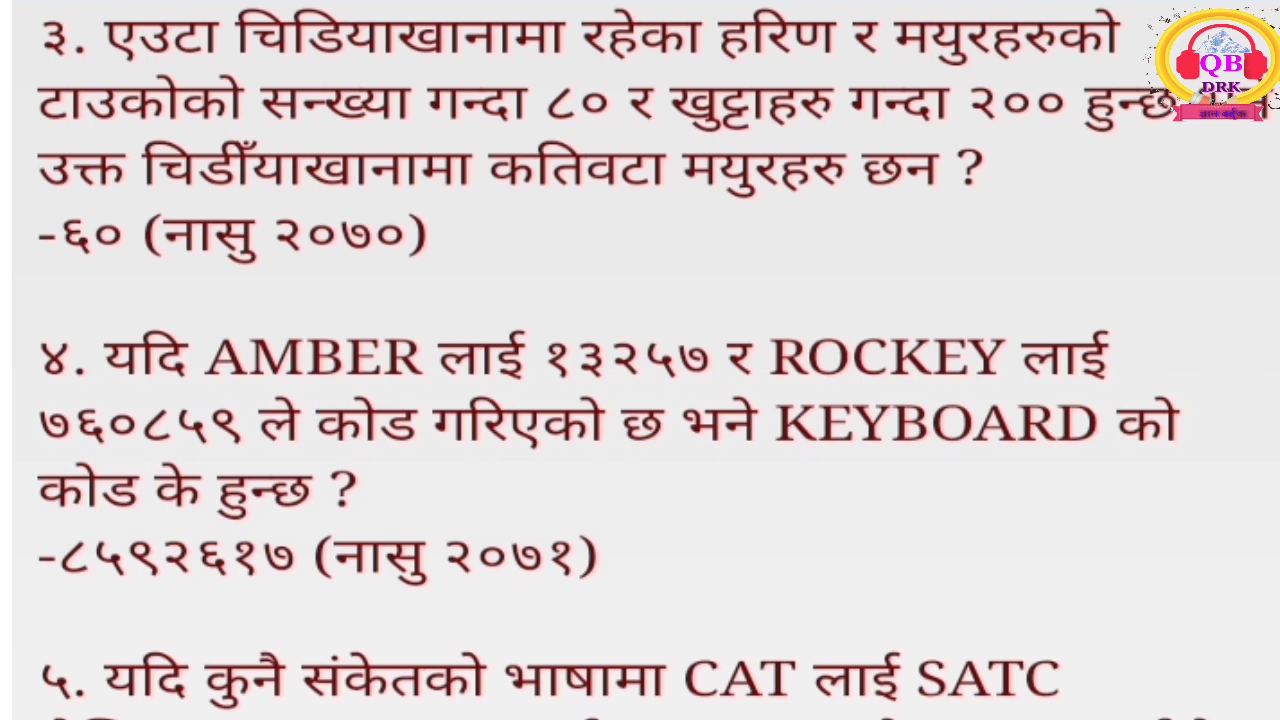 ३. एउटा चिडियाखानामा रहेका हरिण र मयुरहरुको
टाउकोको सन्ख्या गन्दा ८० र खुट्टाहरु गन्दा २०० हुन्छ
उक्त चिडीँयाखानामा कतिवटा मयुरहरु छन ?
-६० (नासु २०७०)
४. यदि AMBER लाई १३२५७ र ROCKEY लाई
७६०८५९ ले कोड गरिएको छ भने KEYBOARD को
कोड के हुन्छ ?
-८५९२६१७ (नासु २०७१)
५. यदि कुनै संकेतको भाषामा CAT लाई SATC
QB
DRK